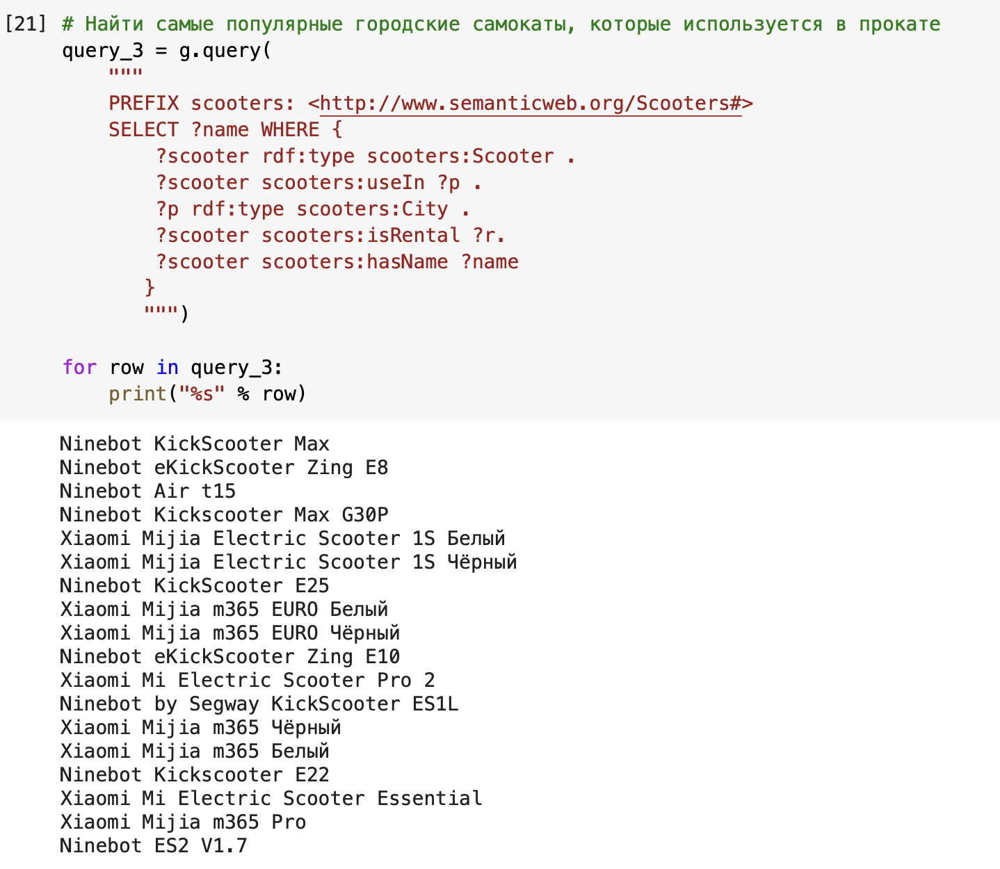 [21] # Найти самые популярные городские самокаты, которые используется в прокате
query_3 = g.query(
"""
PREFIX scooters: <http://www.semanticweb.org/Scooters#>
SELECT ?name WHERE {
?scooter rdf:type scooters:Scooter .
?scooter scooters:useIn ?p .
?p rdf:type scooters:City .
?scooter scooters:isRental ?r.
?scooter scooters:hasName ?name
}
""")
for row in query_3:
print("%s" % row)
Ninebot KickScooter Max
Ninebot eKickScooter Zing E8
Ninebot Air t15
Ninebot Kickscooter Max G30P
Xiaomi Mijia Electric Scooter 1S Белый
Xiaomi Mijia Electric Scooter 1S Чёрный
Ninebot KickScooter E25
Xiaomi Mijia m365 EURO Белый
Xiaomi Mijia m365 EURO Чёрный
Ninebot eKickScooter Zing E10
Xiaomi Mi Electric Scooter Pro 2
Ninebot by Segway KickScooter ES1L
Xiaomi Mijia m365 Чёрный
Xiaomi Mijia m365 Белый
Ninebot Kickscooter E22
Xiaomi Mi Electric Scooter Essential
Xiaomi Mijia m365 Pro
Ninebot ES2 V1.7